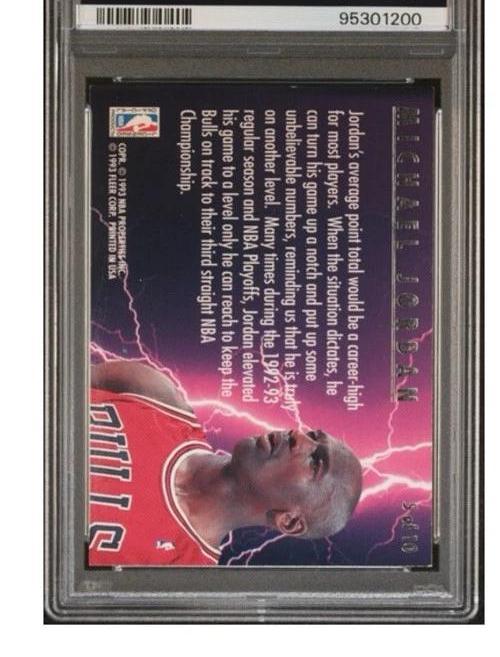 95301200
MICHAEL JORDAN
5 of 10
Jordan's average point total would be a career-high
for most players. When the situation dictates, he
can turn his game up a notch and put up some
unbelievable numbers, reminding us that he is truly
on another level. Many times during the 1992-93
regular season and NBA Playoffs, Jordan elevated
his game to a level only he can reach to keep the
Bulls on track to their third straight NBA
Championship.
COPR. © 1993 NBA PROPERTIES, INC.
© 1993 FLEER CORP. PRINTED IN USA
BULLS